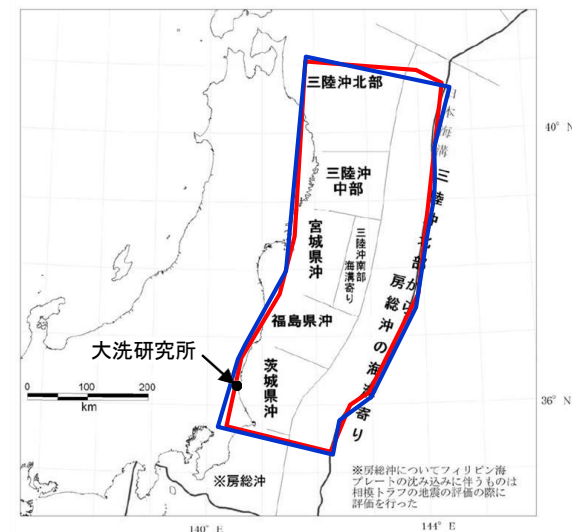 三陸沖北部
日本海溝
40° N
三陸沖
中部
三陸沖北部から
房総沖の海溝寄り
宮城県沖
三陸沖南部
海溝寄り
福島県沖
大洗研究所
茨城県沖
0 100 200
km
36° N
※房総沖
※房総沖についてフィリピン海
プレートの沈み込みに伴うものは
相模トラフの地震の評価の際に
評価を行った
140° E
144° E